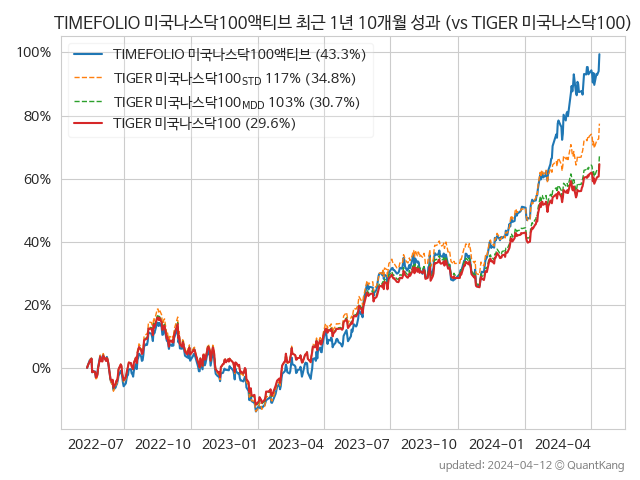 TIMEFOLIO 미국나스닥100액티브 최근 1년 10개월 성과 (vs TIGER 미국나스닥100)
TIMEFOLIO 미국나스닥100액티브 (43.3%)
TIGER 미국나스닥100STD 117% (34.8%)
TIGER 미국나스닥100MDD 103% (30.7%)
TIGER 미국나스닥100 (29.6%)
100%
80%
60%
40%
20%
0%
2022-07 2022-10 2023-01 2023-04 2023-07 2023-10 2024-01 2024-04
updated: 2024-04-12 © QuantKang